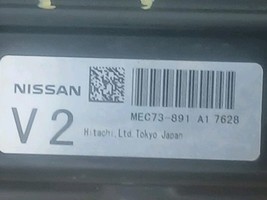 NISSAN
MEC73-891 A1 7628
V2
Hitachi,Ltd.Tokyo Japan